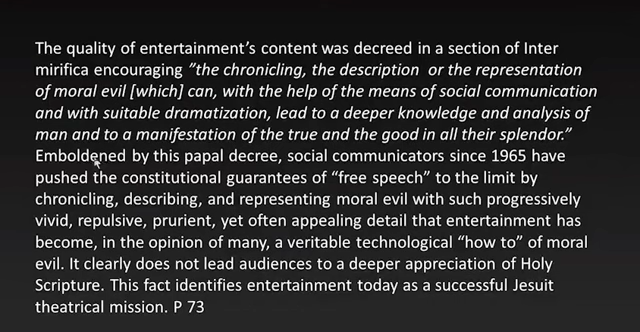 The quality of entertainment's content was decreed in a section of Inter
mirifica encouraging "the chronicling, the description or the representation
of moral evil [which] can, with the help of the means of social communication
and with suitable dramatization, lead to a deeper knowledge and analysis of
man and to a manifestation of the true and the good in all their splendor."
Emboldened by this papal decree, social communicators since 1965 have
pushed the constitutional guarantees of "free speech" to the limit by
chronicling, describing, and representing moral evil with such progressively
vivid, repulsive, prurient, yet often appealing detail that entertainment has
become, in the opinion of many, a veritable technological "how to" of moral
evil. It clearly does not lead audiences to a deeper appreciation of Holy
Scripture. This fact identifies entertainment today as a successful Jesuit
theatrical mission. P 73